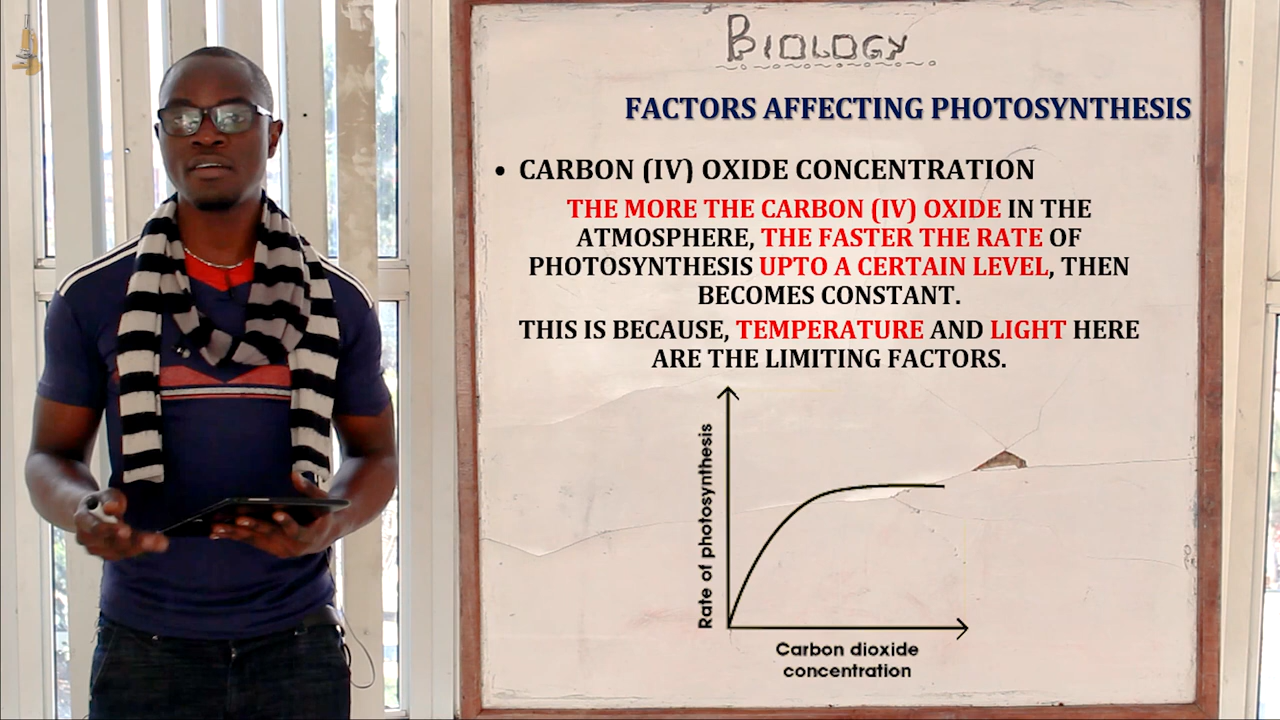 BIOLOGY
FACTORS AFFECTING PHOTOSYNTHESIS
• CARBON (IV) OXIDE CONCENTRATION
THE MORE THE CARBON (IV) OXIDE IN THE
ATMOSPHERE, THE FASTER THE RATE OF
PHOTOSYNTHESIS UPTO A CERTAIN LEVEL, THEN
BECOMES CONSTANT.
THIS IS BECAUSE, TEMPERATURE AND LIGHT HERE
ARE THE LIMITING FACTORS.
Rate of photosynthesis
Carbon dioxide
concentration